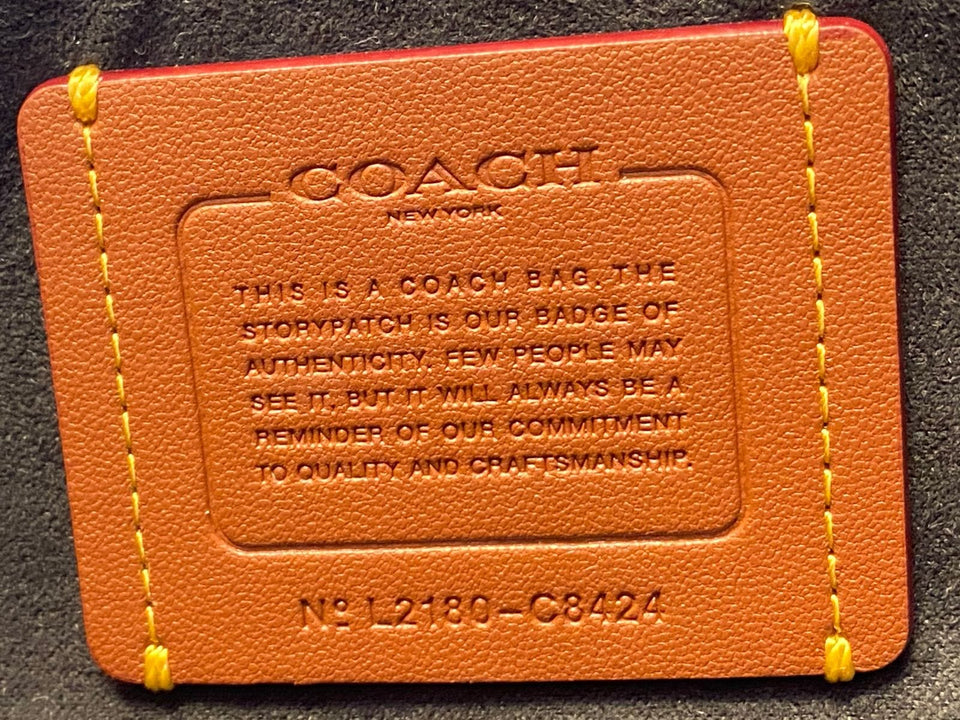 COACH
NEW YORK
THIS IS A COACH BAG. THE
STORYPATCH IS OUR BADGE OF
AUTHENTICITY. FEW PEOPLE MAY
SEE IT, BUT IT WILL ALWAYS BE A
REMINDER OF OUR COMMITMENT
TO QUALITY AND CRAFTSMANSHIP.
Nº L2180-C8424